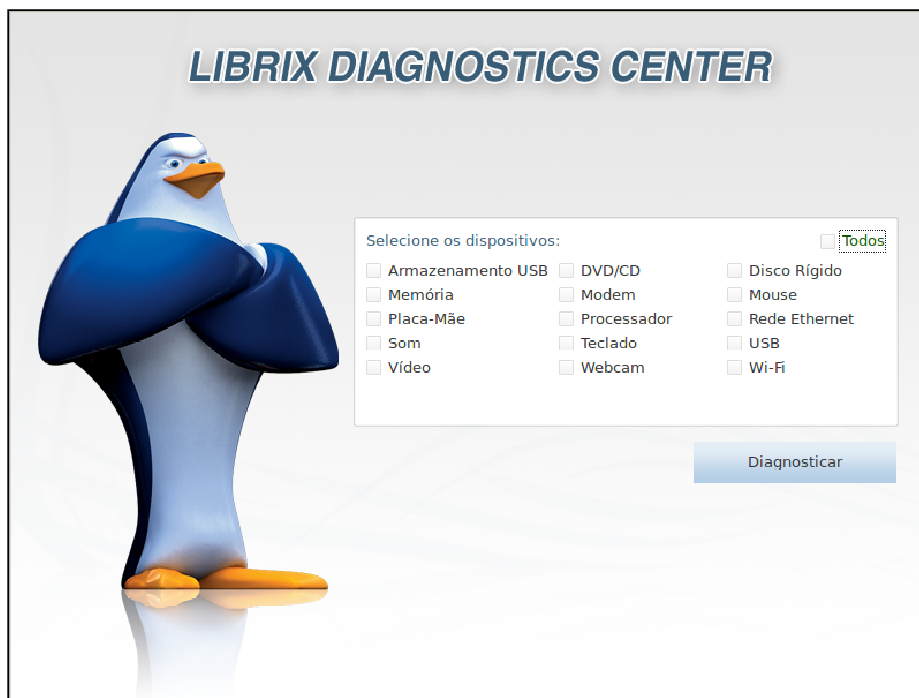 LIBRIX DIAGNOSTICS CENTER
Selecione os dispositivos: Todos
Armazenamento USB DVD/CD Disco Rígido
Memória Modem Mouse
Placa-Mãe Processador Rede Ethernet
Som Teclado USB
Vídeo Webcam Wi-Fi
Diagnosticar